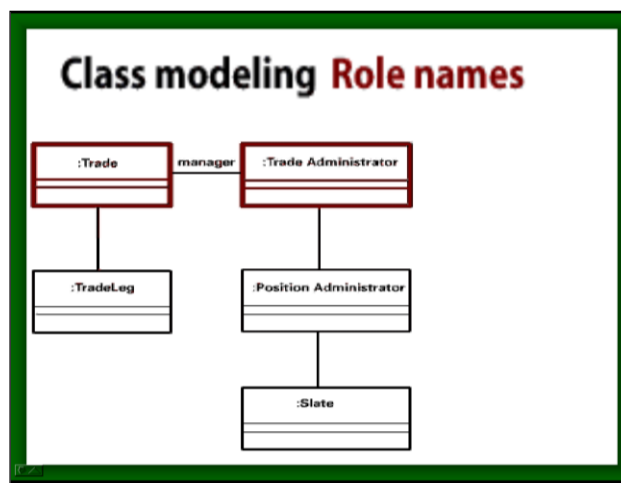 Class modeling Role names
:Trade
manager
:Trade Administrator
:TradeLeg
:Position Administrator
:Slate